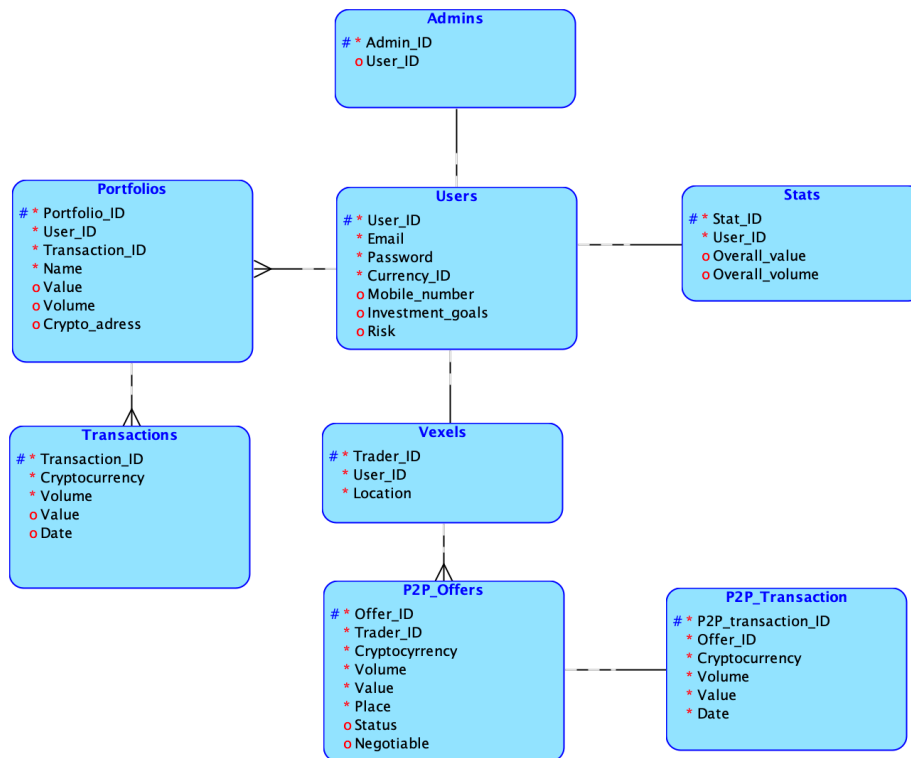 Admins
# * Admin_ID
o User_ID
Portfolios
# * Portfolio_ID
* User_ID
* Transaction_ID
* Name
o Value
o Volume
o Crypto_adress
Users
# * User_ID
* Email
* Password
* Currency_ID
o Mobile_number
o Investment_goals
o Risk
Stats
# * Stat_ID
* User_ID
o Overall_value
o Overall_volume
Transactions
# * Transaction_ID
* Cryptocurrency
* Volume
o Value
o Date
Vexels
# * Trader_ID
* User_ID
* Location
P2P_Offers
# * Offer_ID
* Trader_ID
* Cryptocyrrency
* Volume
* Value
* Place
o Status
o Negotiable
P2P_Transaction
# * P2P_transaction_ID
* Offer_ID
* Cryptocurrency
* Volume
* Value
* Date